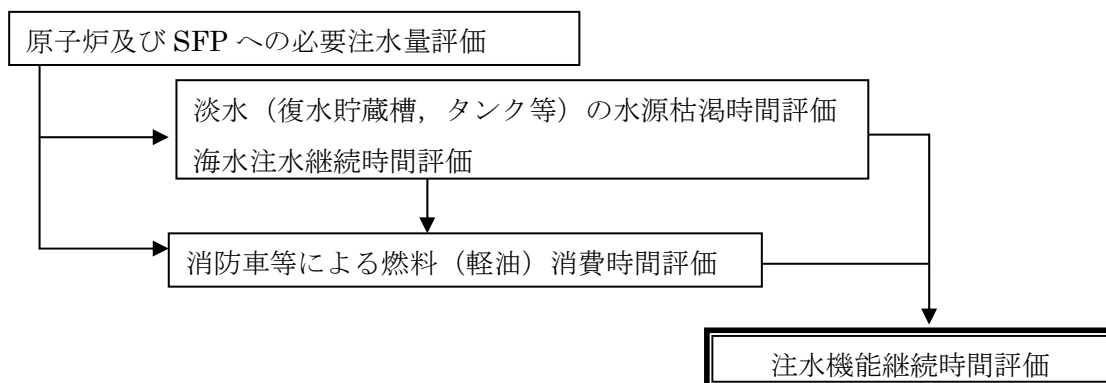 原子炉及び SFP への必要注水量評価
淡水（復水貯蔵槽，タンク等）の水源枯渇時間評価
海水注水継続時間評価
消防車等による燃料（軽油）消費時間評価
注水機能継続時間評価